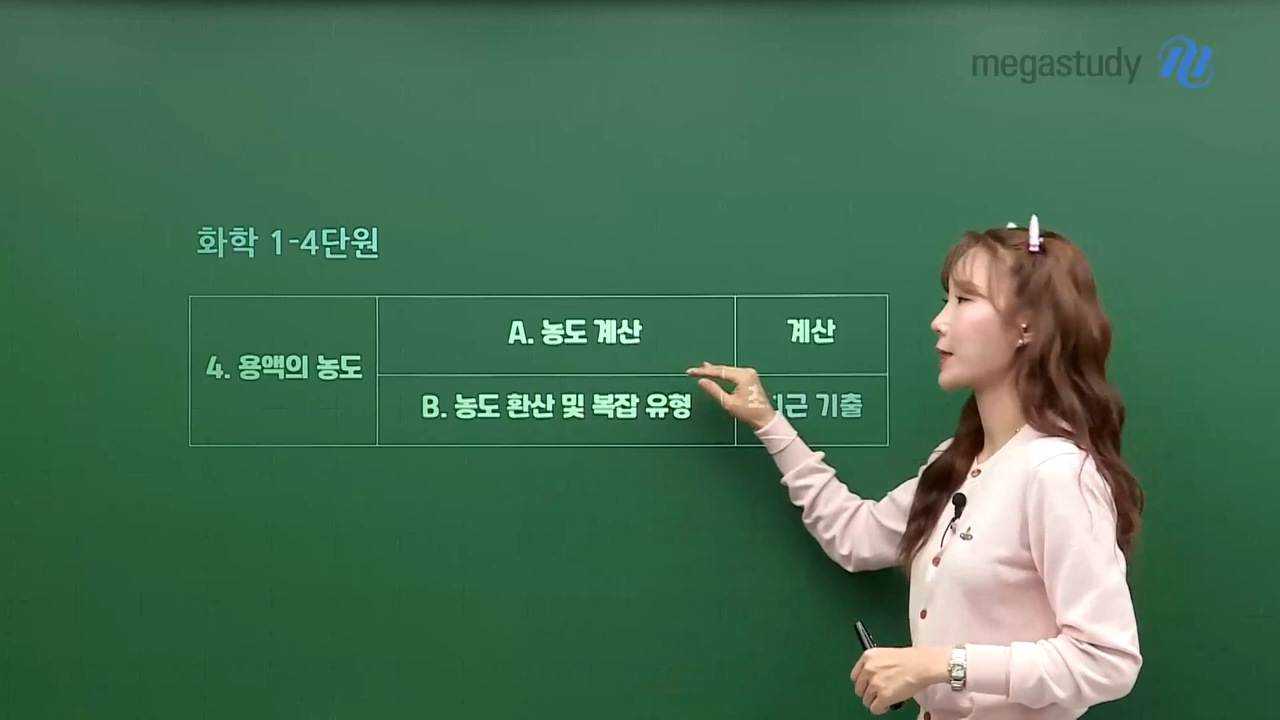 megastudy
화학 1-4단원
4. 용액의 농도
A. 농도 계산
계산
B. 농도 환산 및 복잡 유형
기출